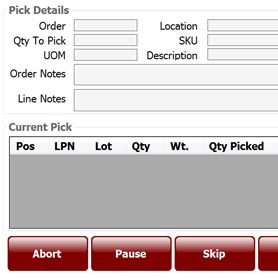 Pick Details
Order Location
Qty To Pick SKU
UOM Description
Order Notes
Line Notes
Current Pick
Pos LPN Lot Qty Wt. Qty Picked
Abort Pause Skip